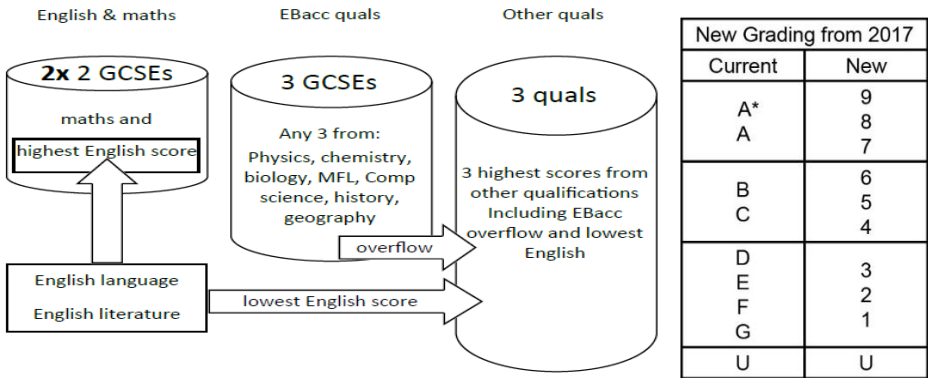 English & maths
2x 2 GCSEs
maths and
highest English score
English language
English literature
EBacc quals
3 GCSEs
Any 3 from:
Physics, chemistry,
biology, MFL, Comp
science, history,
geography
overflow
lowest English score
Other quals
3 quals
3 highest scores from
other qualifications
Including EBacc
overflow and lowest
English
New Grading from 2017
Current New
A*
A
9
8
7
B
C
6
5
4
D
E
F
G
3
2
1
U U